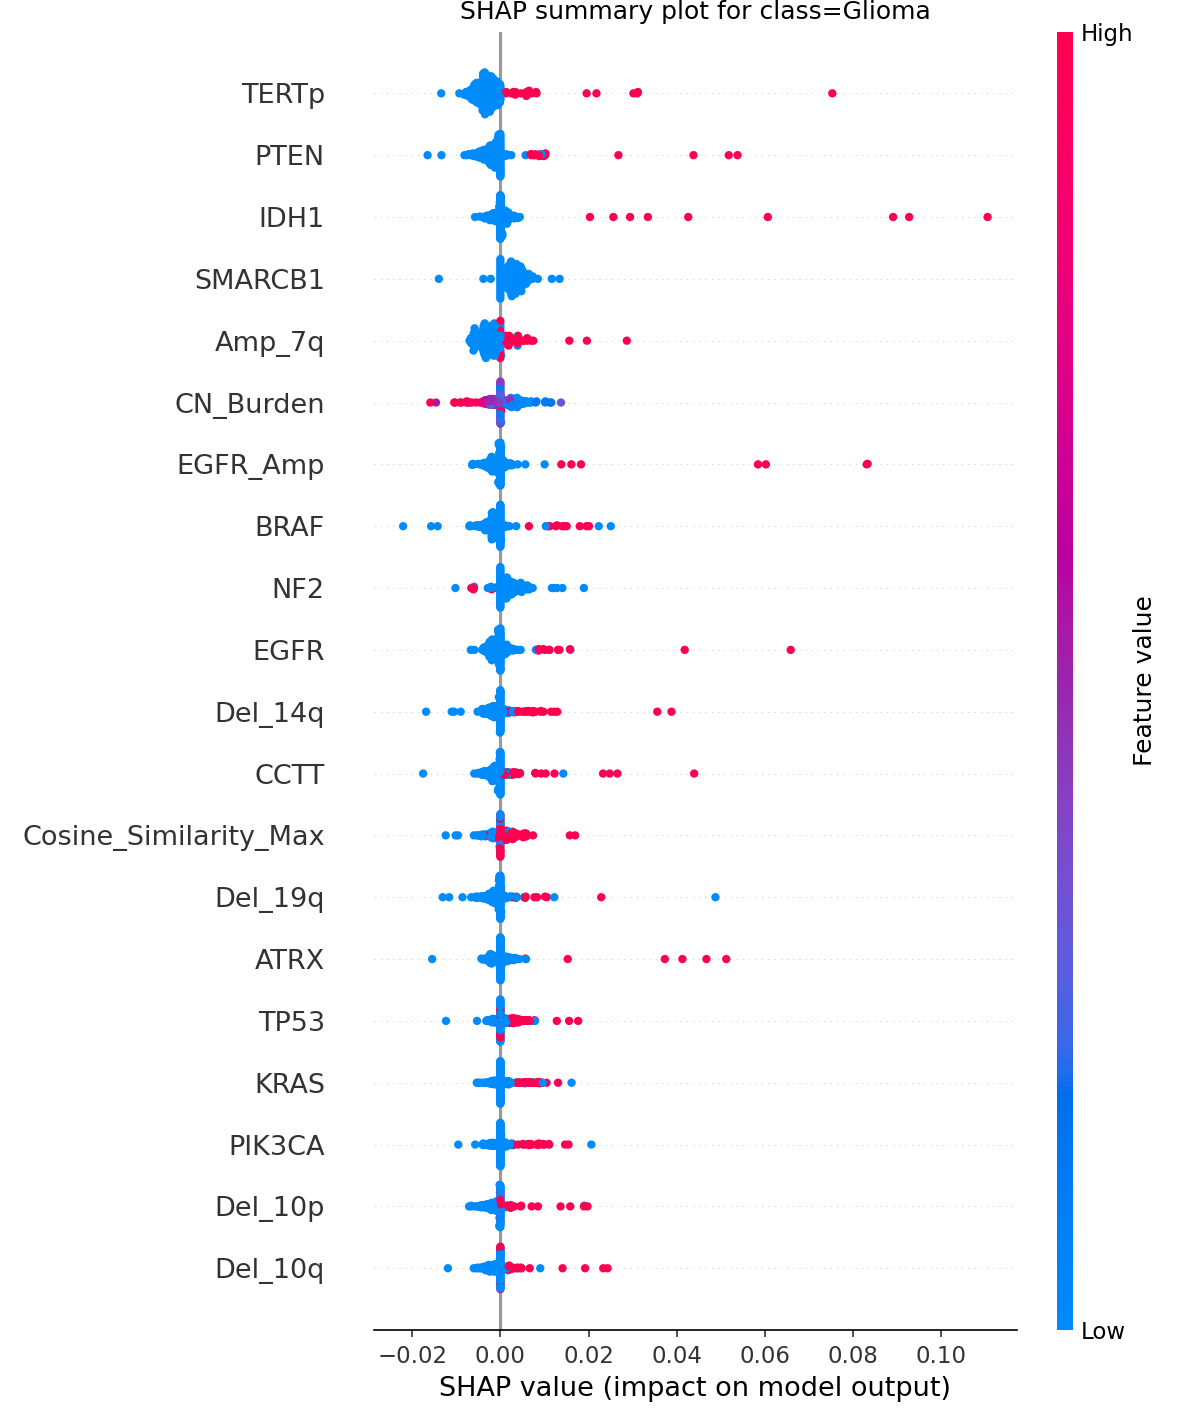 SHAP summary plot for class=Glioma
High
TERTp
PTEN
IDH1
SMARCB1
Amp_7q
CN_Burden
EGFR_Amp
BRAF
NF2
EGFR
Del_14q
CCTT
Cosine_Similarity_Max
Del_19q
ATRX
TP53
KRAS
PIK3CA
Del_10p
Del_10q
Feature value
Low
−0.02 0.00 0.02 0.04 0.06 0.08 0.10
SHAP value (impact on model output)